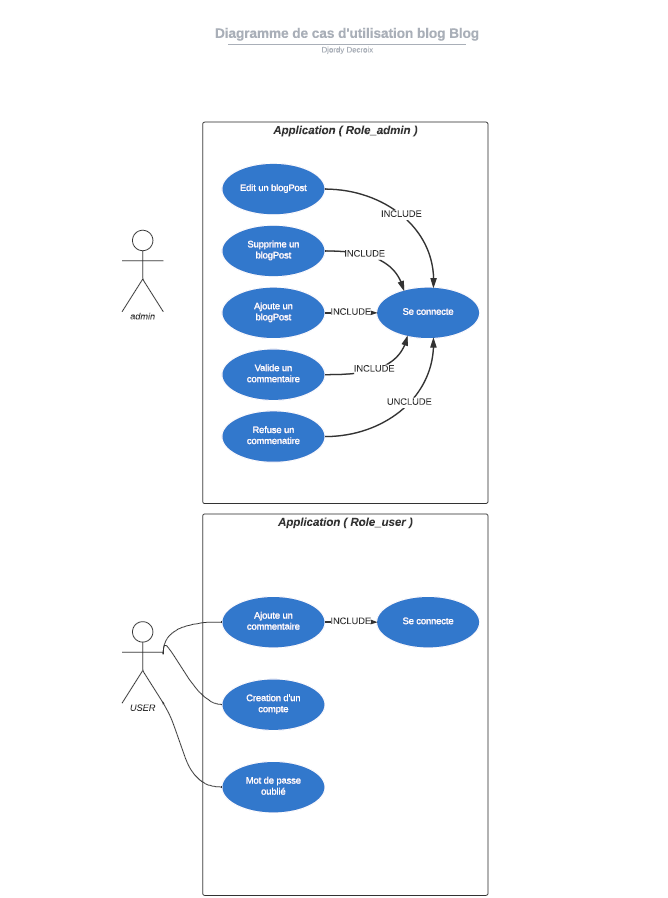 Diagramme de cas d'utilisation blog Blog
Djordy Decroix
Application ( Role_admin )
Edit un blogPost
INCLUDE
Supprime un
blogPost
INCLUDE
Ajoute un
blogPost
INCLUDE
Se connecte
admin
Valide un
commentaire
INCLUDE
UNCLUDE
Refuse un
commenatire
Application ( Role_user )
Ajoute un
commentaire
INCLUDE
Se connecte
USER
Creation d'un
compte
Mot de passe
oublié